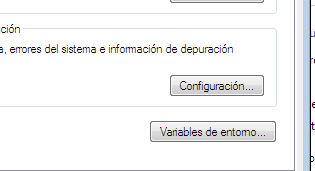 ción
a, errores del sistema e información de depuración
Configuración...
Variables de entorno...